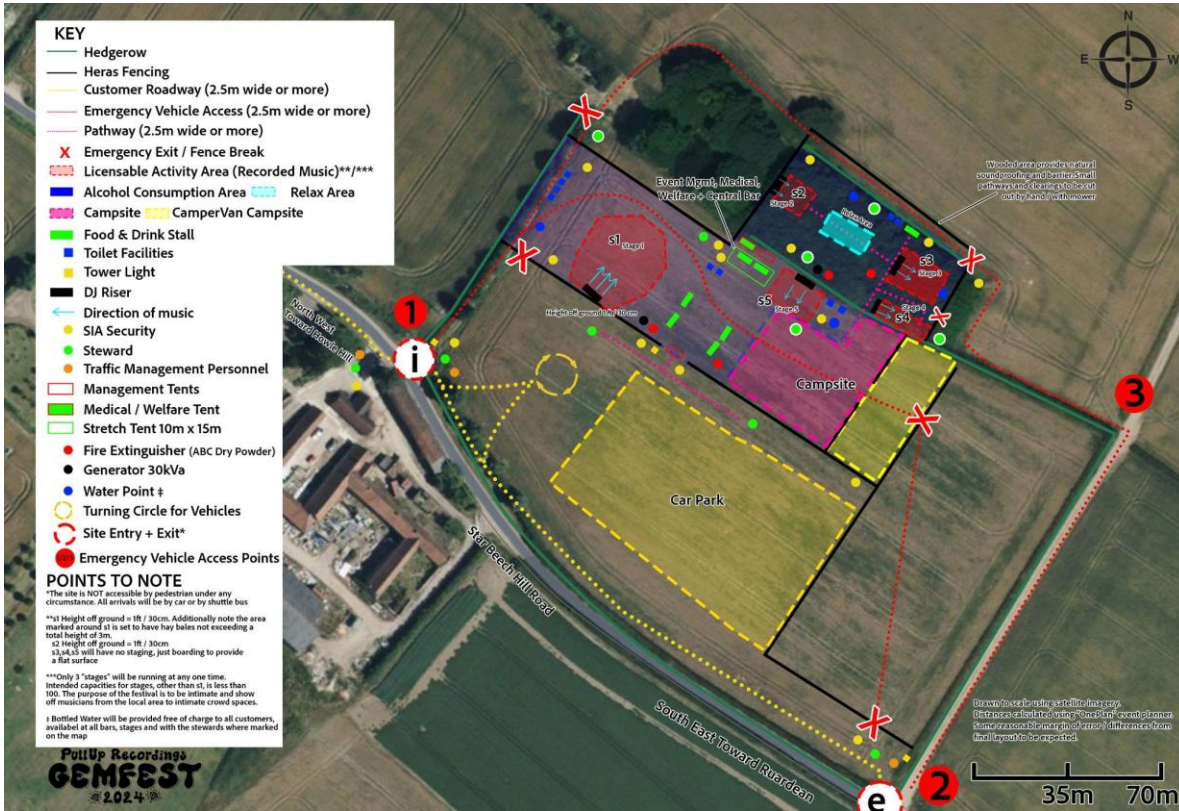 KEY
Hedgerow
Heras Fencing
Customer Roadway (2.5m wide or more)
Emergency Vehicle Access (2.5m wide or more)
Pathway (2.5m wide or more)
X Emergency Exit / Fence Break
Licensable Activity Area (Recorded Music)**/***
Alcohol Consumption Area Relax Area
Campsite CamperVan Campsite
Food & Drink Stall
Toilet Facilities
Tower Light
DJ Riser
Direction of music
SIA Security
Steward
Traffic Management Personnel
Management Tents
Medical / Welfare Tent
Stretch Tent 10m x 15m
Fire Extinguisher (ABC Dry Powder)
Generator 30kVa
Water Point ‡
Turning Circle for Vehicles
Site Entry + Exit*
Emergency Vehicle Access Points
POINTS TO NOTE
*The site is NOT accessible by pedestrian under any
circumstance. All arrivals will be by car or by shuttle bus
**s1 Height off ground = 1ft / 30cm. Additionally note the area
marked around s1 is set to have hay bales not exceeding a
total height of 3m.
s2 Height off ground = 1ft / 30cm
s3,s4,s5 will have no staging, just boarding to provide
a flat surface
***Only 3 "stages" will be running at any one time.
Intended capacities for stages, other than s1, is less than
100. The purpose of the festival is to be intimate and show
off musicians from the local area to intimate crowd spaces.
‡ Bottled Water will be provided free of charge to all customers,
availabel at all bars, stages and with the stewards where marked
on the map
PullUp Recordings
GEMFEST
2024
N
E W
S
Wooded area provides natural
soundproofing and barrier. Small
pathways and clearings to be cut
out by hand / with mower
Event Mgmt, Medical,
Welfare + Central Bar
s2
Stage 2
Relax Area
s3
Stage 3
Stage 4
s4
s1
Stage 1
s5
Stage 5
Height off ground 1ft / 30 cm
X
X
X
X
X
X
North West
Toward Howle Hill
1
i
Campsite
3
Car Park
Star Beech Hill Road
South East Toward Ruardean
e
2
Drawn to scale using satellite imagery.
Distances calculated using "OnePlan" event planner.
Some reasonable margin of error / differences from
final layout to be expected.
35m 70m